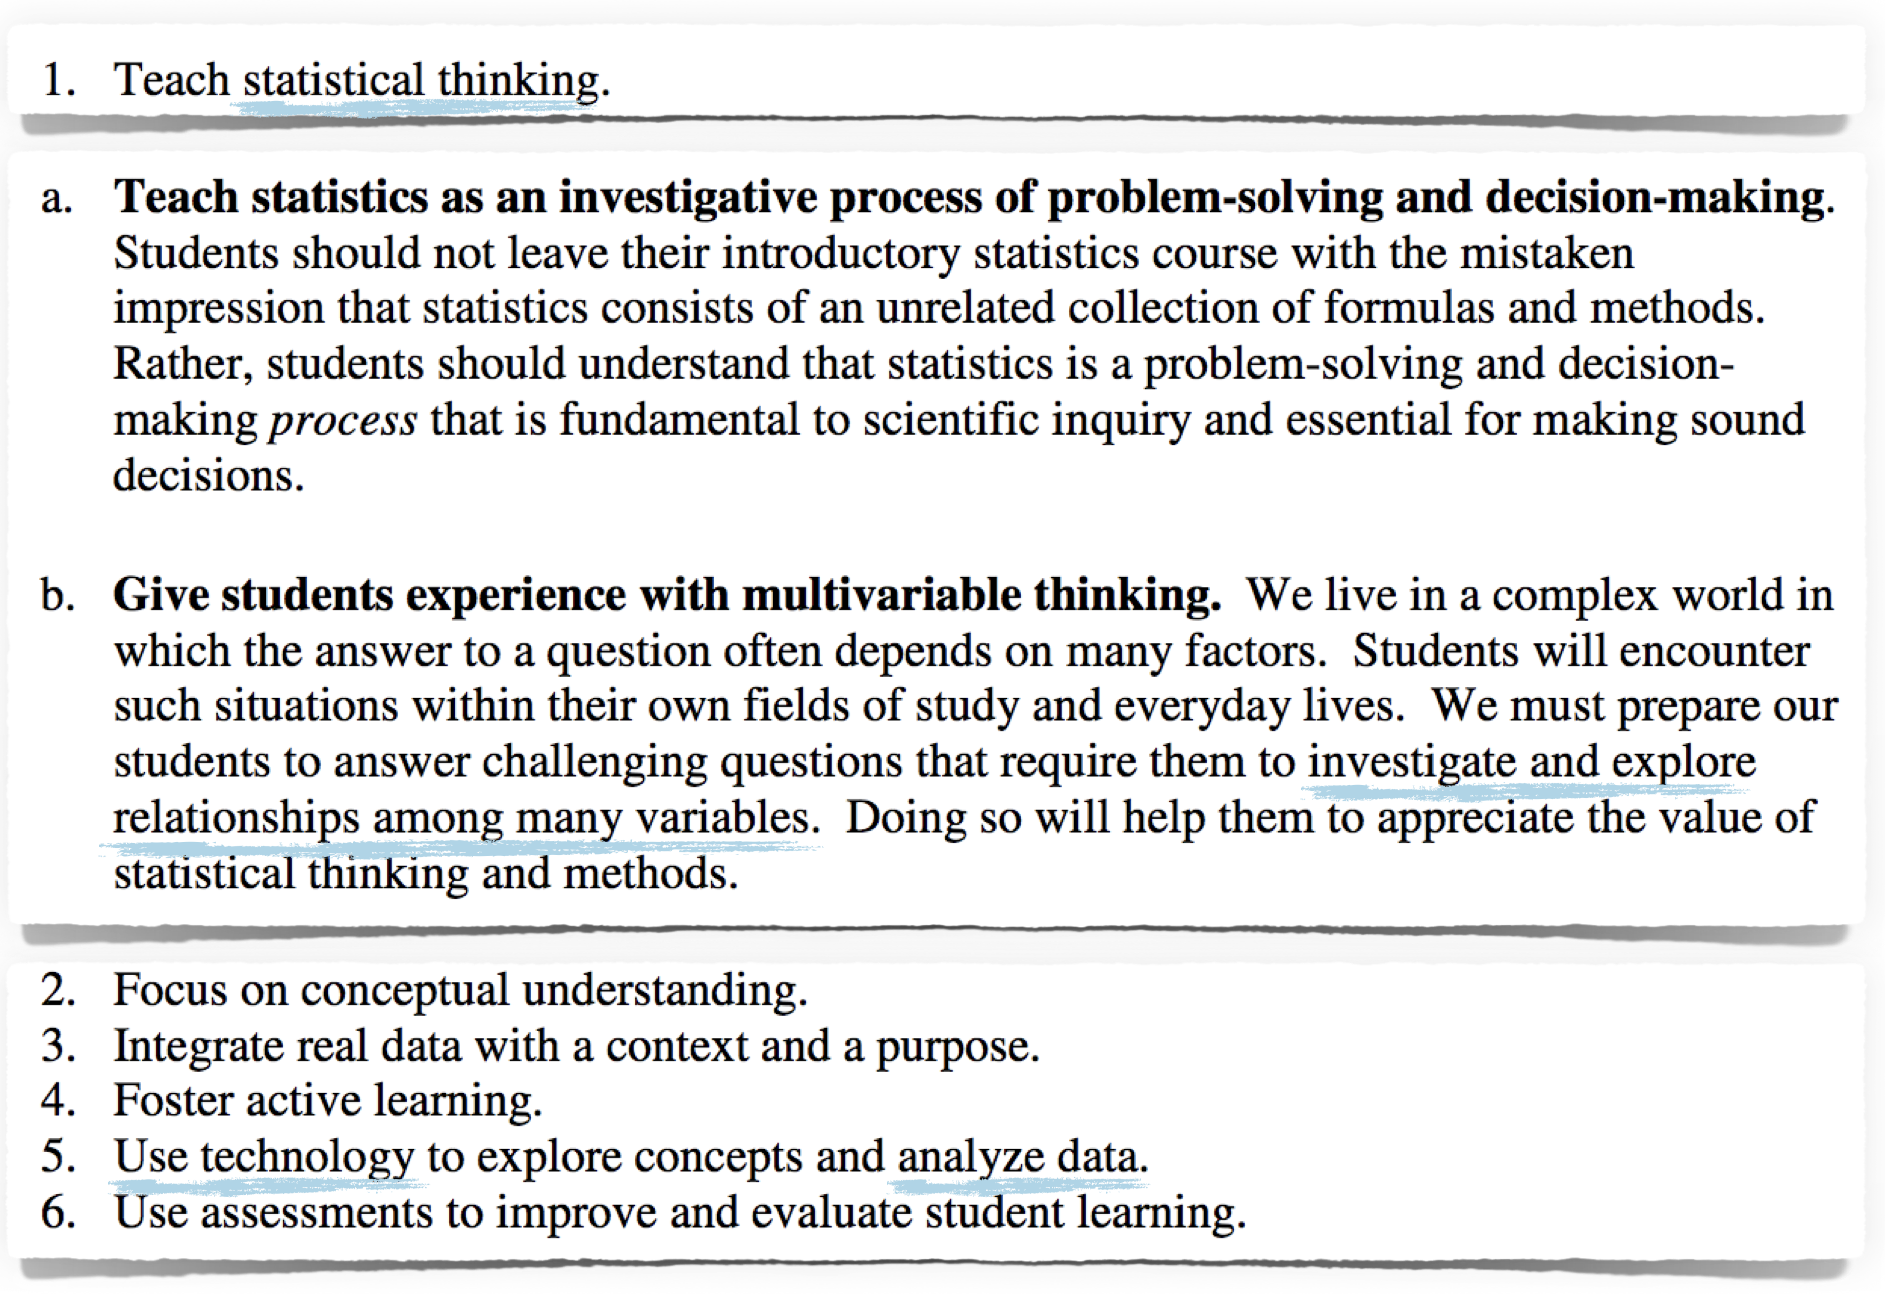 1. Teach statistical thinking.
a. Teach statistics as an investigative process of problem-solving and decision-making.
Students should not leave their introductory statistics course with the mistaken
impression that statistics consists of an unrelated collection of formulas and methods.
Rather, students should understand that statistics is a problem-solving and decision-
making process that is fundamental to scientific inquiry and essential for making sound
decisions.
b. Give students experience with multivariable thinking. We live in a complex world in
which the answer to a question often depends on many factors. Students will encounter
such situations within their own fields of study and everyday lives. We must prepare our
students to answer challenging questions that require them to investigate and explore
relationships among many variables. Doing so will help them to appreciate the value of
statistical thinking and methods.
2. Focus on conceptual understanding.
3. Integrate real data with a context and a purpose.
4. Foster active learning.
5. Use technology to explore concepts and analyze data.
6. Use assessments to improve and evaluate student learning.